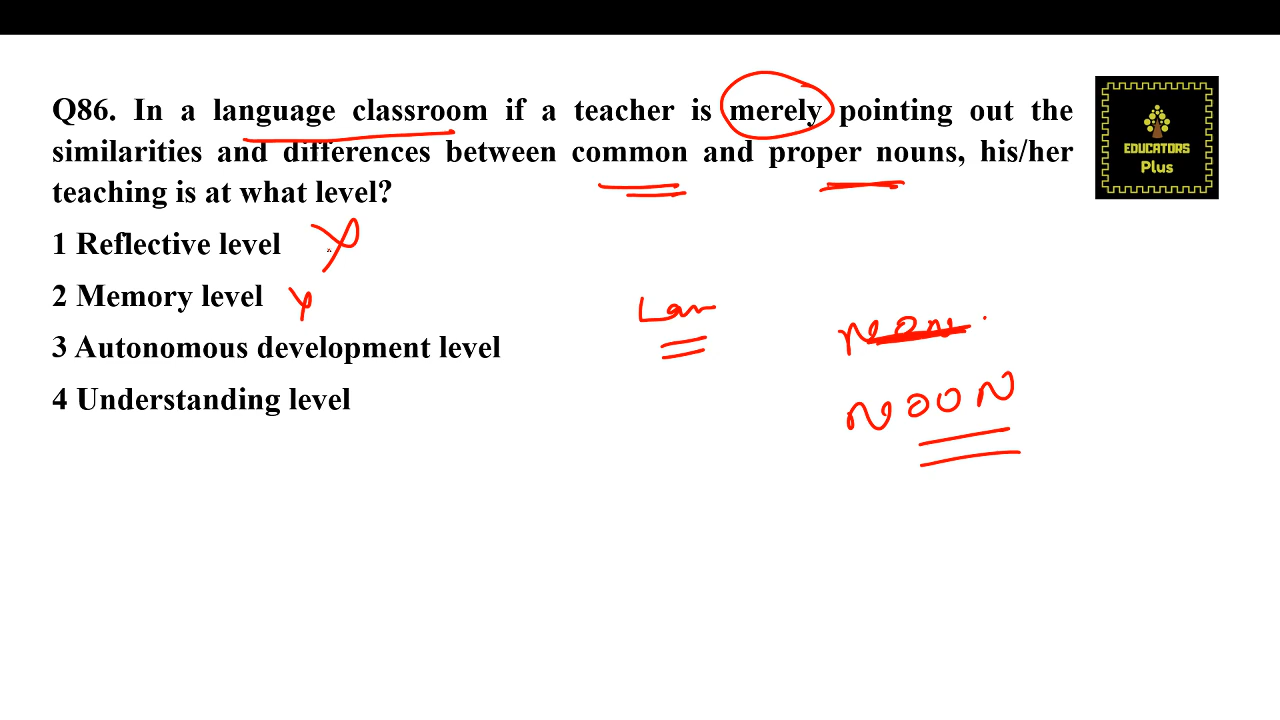 Q86. In a language classroom if a teacher is merely pointing out the
similarities and differences between common and proper nouns, his/her
teaching is at what level?
EDUCATORS
Plus
1 Reflective level
2 Memory level
3 Autonomous development level
4 Understanding level
Lan
NOON